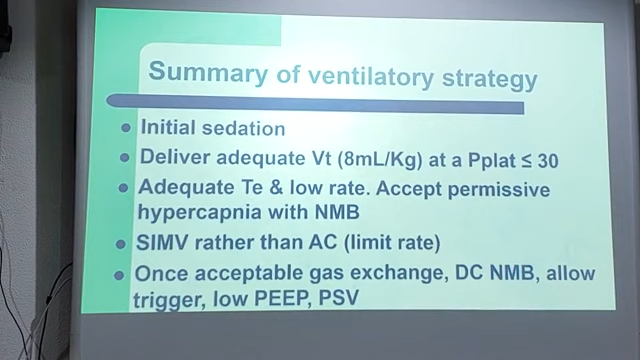 Summary of ventilatory strategy
Initial sedation
Deliver adequate Vt (8mL/Kg) at a Pplat ≤ 30
Adequate Te & low rate. Accept permissive
hypercapnia with NMB
SIMV rather than AC (limit rate)
Once acceptable gas exchange, DC NMB, allow
trigger, low PEEP, PSV